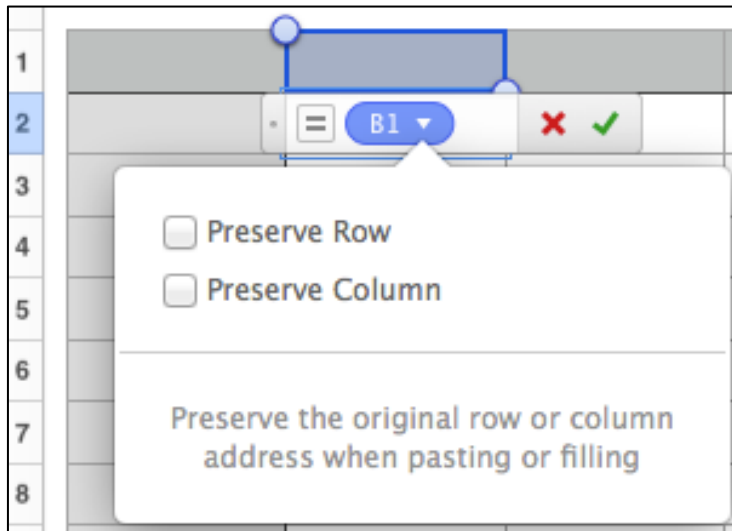 1
2
= B1
3
Preserve Row
4
Preserve Column
5
6
7
Preserve the original row or column
address when pasting or filling
8